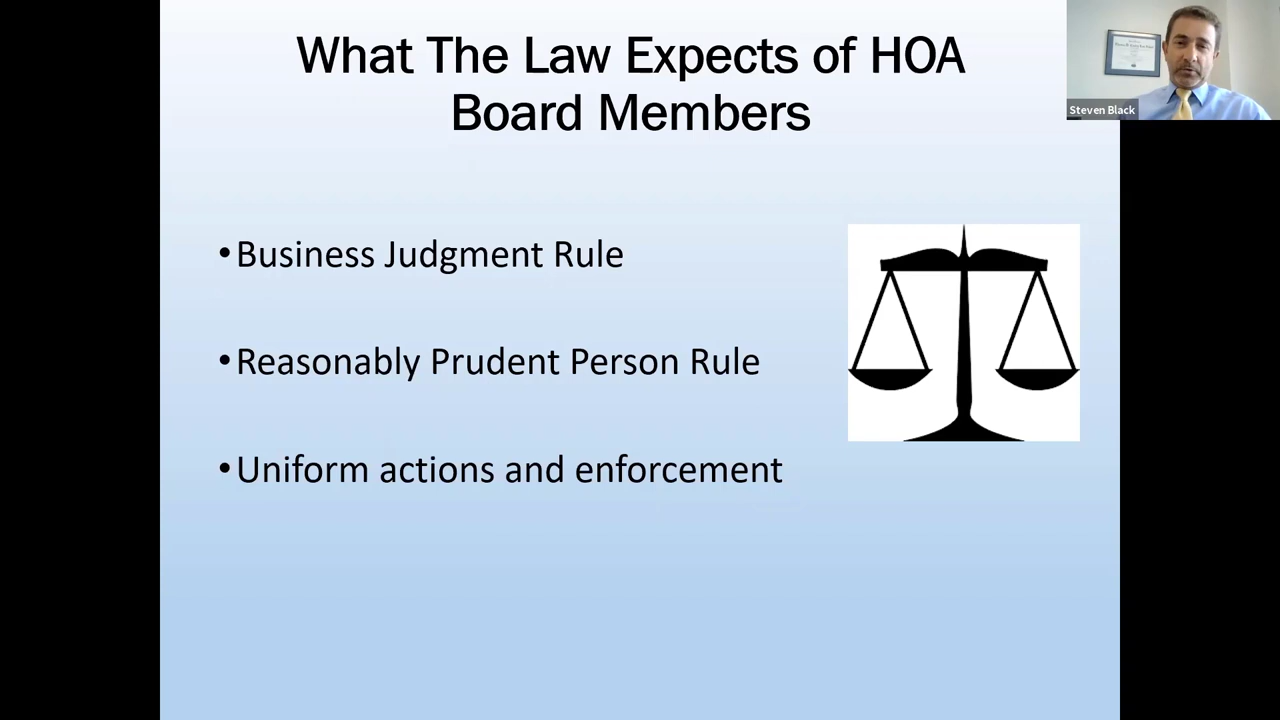 What The Law Expects of HOA
Board Members
Steven Black
•Business Judgment Rule
•Reasonably Prudent Person Rule
•Uniform actions and enforcement